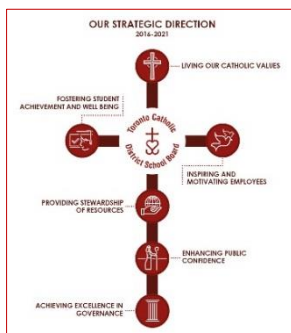 OUR STRATEGIC DIRECTION
2016-2021
LIVING OUR CATHOLIC VALUES
FOSTERING STUDENT
ACHIEVEMENT AND WELL BEING
Toronto Catholic
District School Board
INSPIRING AND
MOTIVATING EMPLOYEES
PROVIDING STEWARDSHIP
OF RESOURCES
ENHANCING PUBLIC
CONFIDENCE
ACHIEVING EXCELLENCE IN
GOVERNANCE